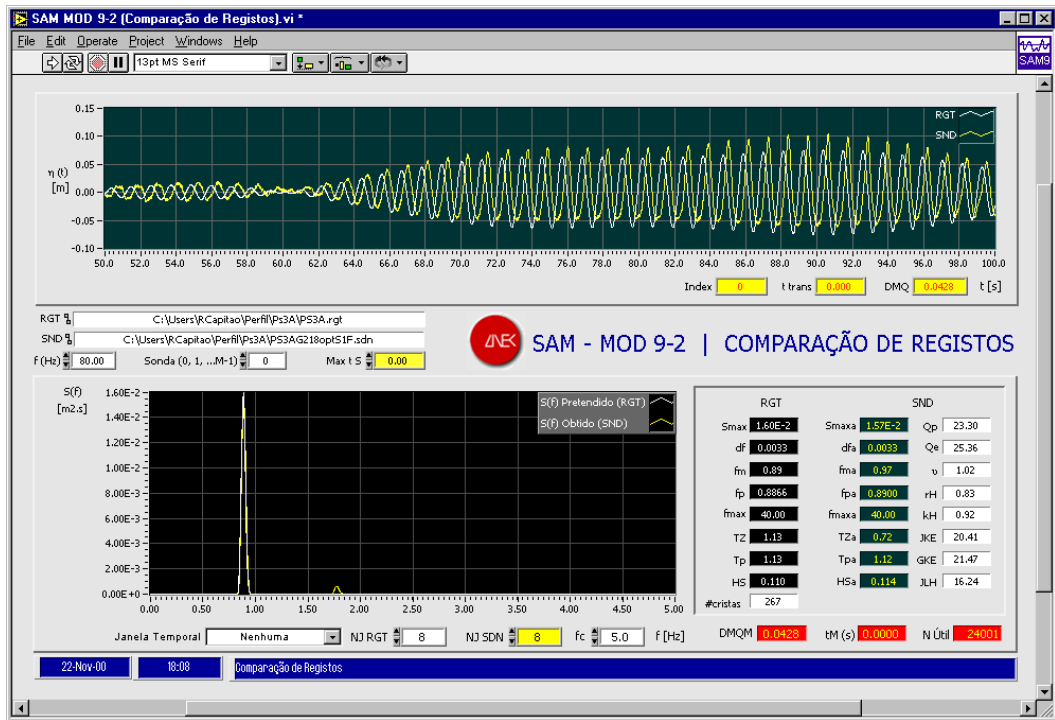 SAM MOD 9-2 (Comparação de Registos).vi *
File Edit Operate Project Windows Help
13pt MS Serif
SAM9
0.15
0.10
0.05
0.00
-0.05
-0.10
η (t)
[m]
RGT
SND
50.0 52.0 54.0 56.0 58.0 60.0 62.0 64.0 66.0 68.0 70.0 72.0 74.0 76.0 78.0 80.0 82.0 84.0 86.0 88.0 90.0 92.0 94.0 96.0 98.0 100.0
Index 0 t trans 0.000 DMQ 0.0428 t [s]
RGT C:\Users\RCapitao\Perfil\Ps3A\PS3A.rgt
SND C:\Users\RCapitao\Perfil\Ps3A\PS3AG218optS1F.sdn
f (Hz) 80.00 Sonda (0, 1, ...M-1) 0 Max t S 0.00
LNEC SAM - MOD 9-2 | COMPARAÇÃO DE REGISTOS
S(f)
[m2.s]
1.60E-2
1.40E-2
1.20E-2
1.00E-2
8.00E-3
6.00E-3
4.00E-3
2.00E-3
0.00E+0
S(f) Pretendido (RGT)
S(f) Obtido (SND)
0.00 0.50 1.00 1.50 2.00 2.50 3.00 3.50 4.00 4.50 5.00
Janela Temporal Nenhuma NJ RGT 8 NJ SDN 8 fc 5.0 f [Hz]
RGT SND
Smax 1.60E-2 Smaxa 1.57E-2 Qp 23.30
df 0.0033 dfa 0.0033 Qe 25.36
fm 0.89 fma 0.97 υ 1.02
fp 0.8866 fpa 0.8900 rH 0.83
fmax 40.00 fmaxa 40.00 kH 0.92
TZ 1.13 TZa 0.72 JKE 20.41
Tp 1.13 Tpa 1.12 GKE 21.47
HS 0.110 HSa 0.114 JLH 16.24
#cristas 267
DMQM 0.0428 tM (s) 0.0000 N Útil 24001
22-Nov-00 18:08 Comparação de Registos